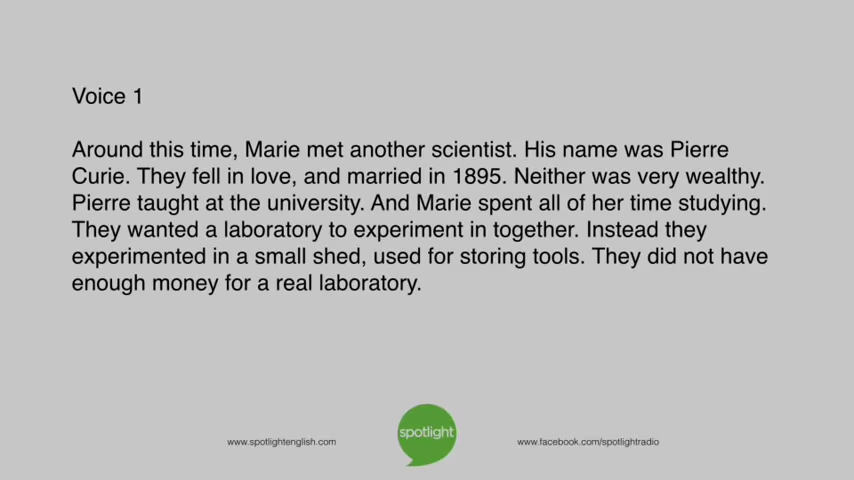 Voice 1
Around this time, Marie met another scientist. His name was Pierre
Curie. They fell in love, and married in 1895. Neither was very wealthy.
Pierre taught at the university. And Marie spent all of her time studying.
They wanted a laboratory to experiment in together. Instead they
experimented in a small shed, used for storing tools. They did not have
enough money for a real laboratory.
www.spotlightenglish.com
spotlight
www.facebook.com/spotlightradio